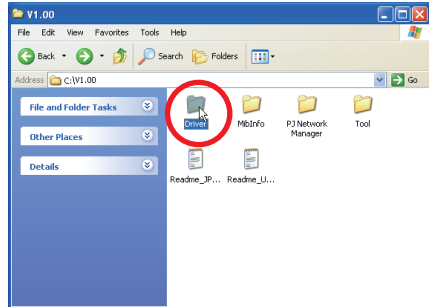 V1.00
File Edit View Favorites Tools Help
Back Search Folders
Address C:\V1.00 Go
File and Folder Tasks
Other Places
Details
Driver MibInfo PJ Network Manager Tool
Readme_JP... Readme_U...